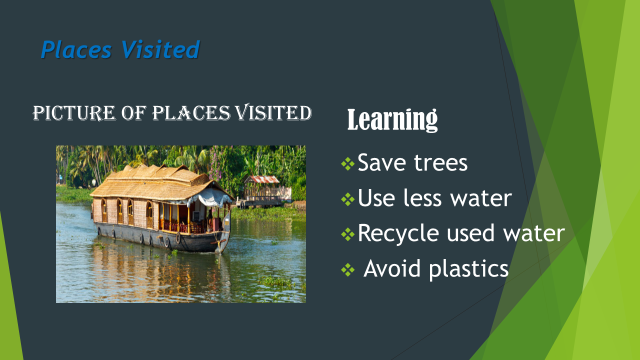 Places Visited
PICTURE OF PLACES VISITED
Learning
❖Save trees
❖Use less water
❖Recycle used water
❖ Avoid plastics